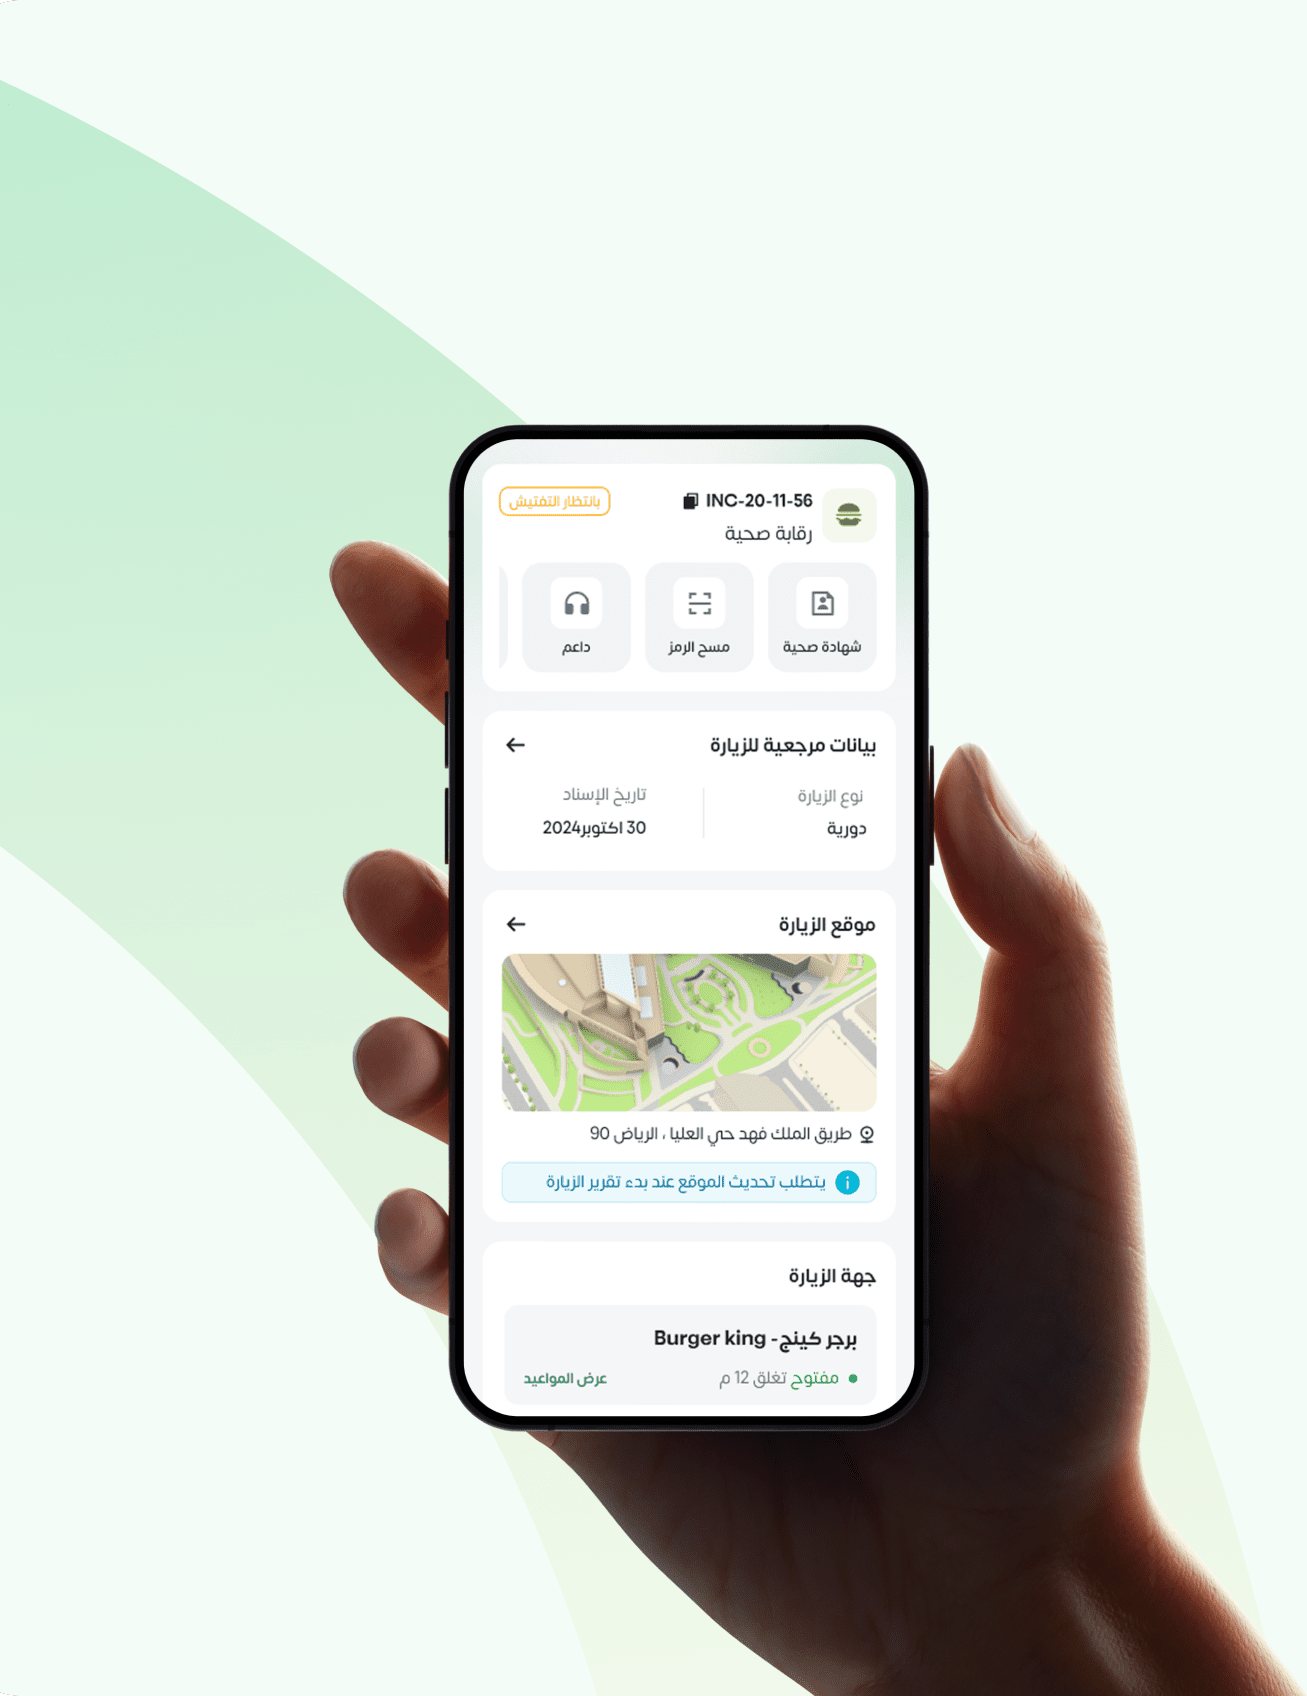 INC-20-11-56
بانتظار التفتيش
رقابة صحية
شهادة صحية
مسح الرمز
داعم
بيانات مرجعية للزيارة
نوع الزيارة
تاريخ الإسناد
دورية
30 اكتوبر2024
موقع الزيارة
طريق الملك فهد حي العليا ، الرياض 90
يتطلب تحديث الموقع عند بدء تقرير الزيارة
جهة الزيارة
برجر كينج- Burger king
مفتوح تغلق 12 م
عرض المواعيد